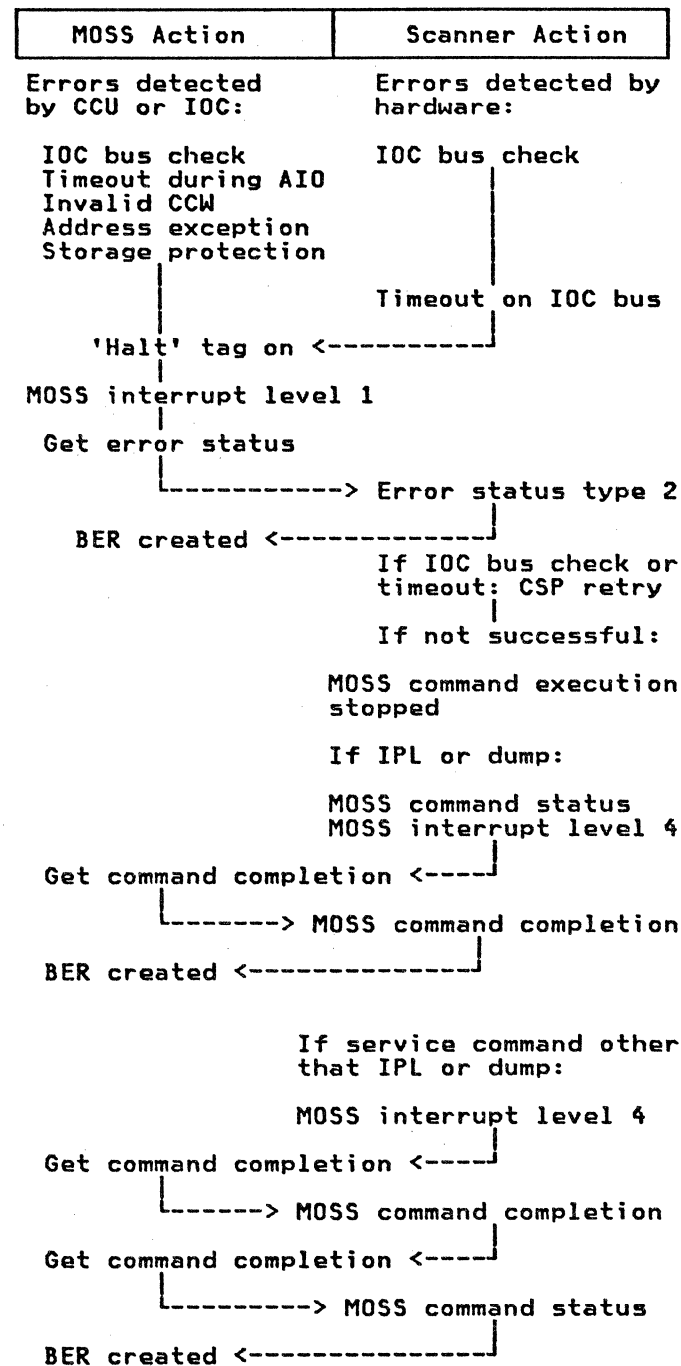 MOSS Action Scanner Action
Errors detected Errors detected by
by CCU or IOC: hardware:
IOC bus check IOC bus check
Timeout during AIO
Invalid CCW
Address exception
Storage protection
Timeout on IOC bus
'Halt' tag on <-----------
MOSS interrupt level 1
Get error status
------------> Error status type 2
BER created <--------------
If IOC bus check or
timeout: CSP retry
If not successful:
MOSS command execution
stopped
If IPL or dump:
MOSS command status
MOSS interrupt level 4
Get command completion <----
--------> MOSS command completion
BER created <---------------
If service command other
that IPL or dump:
MOSS interrupt level 4
Get command completion <----
-------> MOSS command completion
Get command completion <----
----------> MOSS command status
BER created <----------------